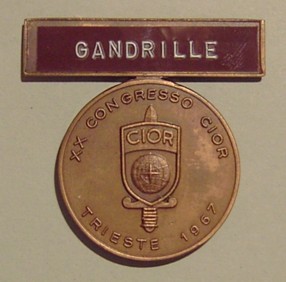 GANDRILLE
XX CONGRESSO CIOR
CIOR
TRIESTE 1967